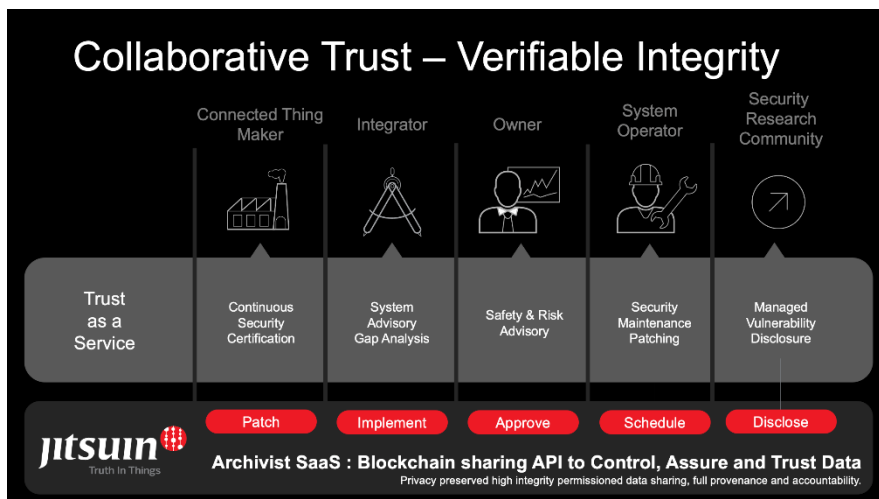 Collaborative Trust – Verifiable Integrity
Connected Thing
Maker
Integrator
Owner
System
Operator
Security
Research
Community
Trust
as a
Service
Continuous
Security
Certification
System
Advisory
Gap Analysis
Safety & Risk
Advisory
Security
Maintenance
Patching
Managed
Vulnerability
Disclosure
Patch
Implement
Approve
Schedule
Disclose
Jitsuin
Truth In Things
Archivist SaaS : Blockchain sharing API to Control, Assure and Trust Data
Privacy preserved high integrity permissioned data sharing, full provenance and accountability.